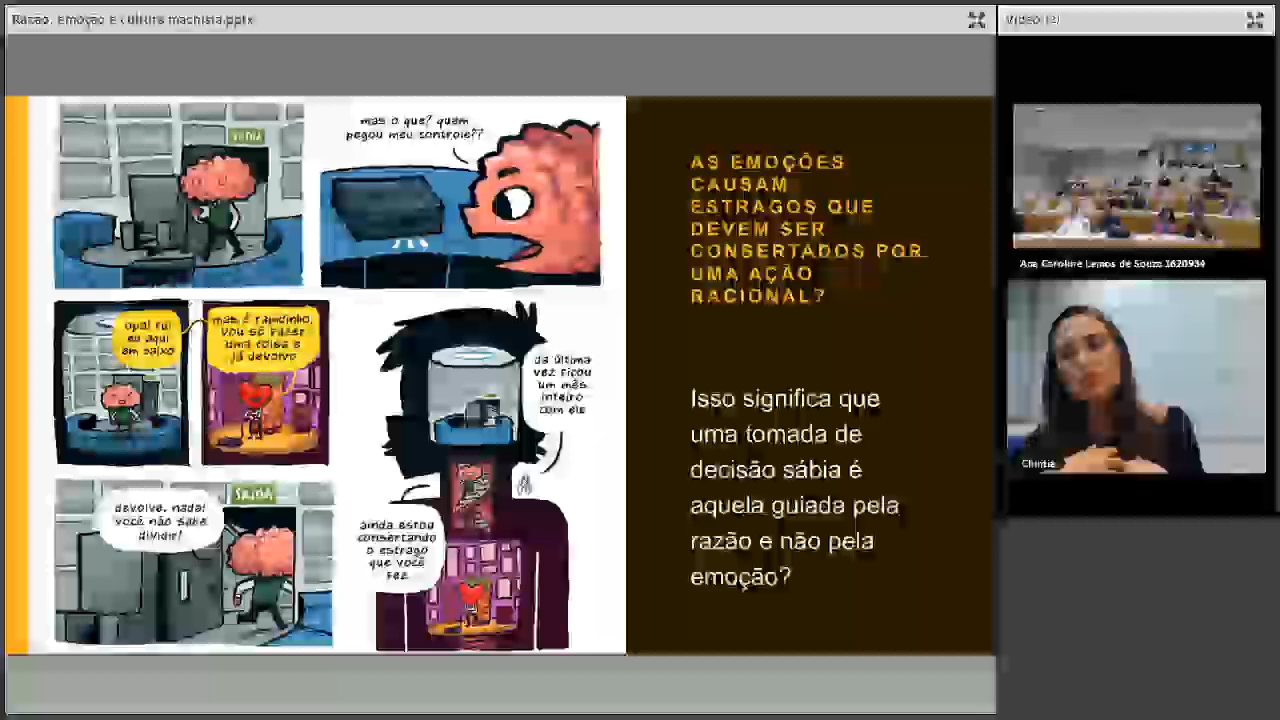 Razão, Emoção e cultura machista.pptx
Video (2)
SAÍDA
mas o que? quem
pegou meu controle??
opa! fui
eu aqui
em baixo
mas é rapidinho,
vou só fazer
uma coisa e
já devolvo
da última
vez ficou
um mês
inteiro
com ele
SAÍDA
devolve, nada!
você não sabe
dividir!
ainda estou
consertando
o estrago
que você
fez
AS EMOÇÕES
CAUSAM
ESTRAGOS QUE
DEVEM SER
CONSERTADOS POR
UMA AÇÃO
RACIONAL?
Isso significa que
uma tomada de
decisão sábia é
aquela guiada pela
razão e não pela
emoção?
Ana Caroline Lemos de Souza 1620934
Chintia